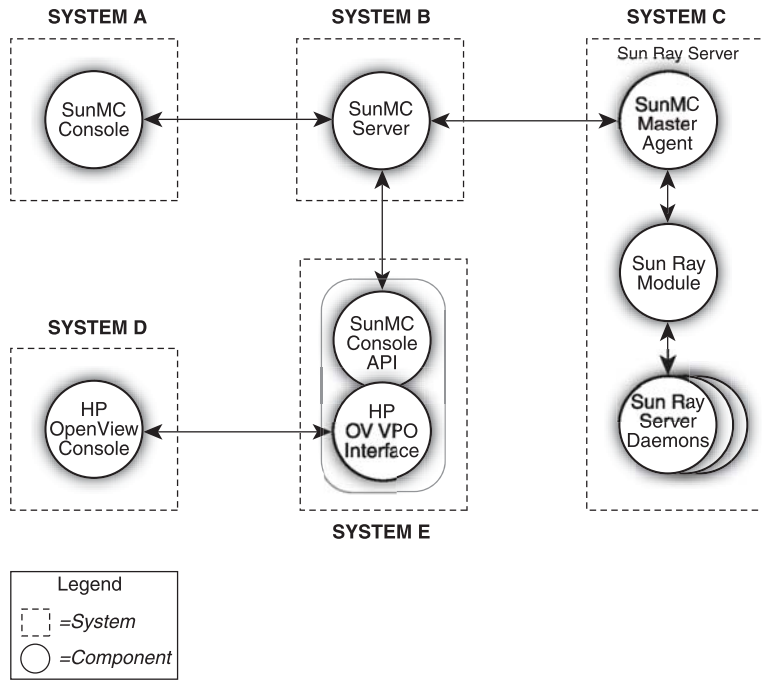 SYSTEM A
SYSTEM B
SYSTEM C
Sun Ray Server
SunMC
Console
SunMC
Server
SunMC
Master
Agent
Sun Ray
Module
SYSTEM D
SunMC
Console
API
HP
OpenView
Console
HP
OV VPO
Interface
Sun Ray
Server
Daemons
SYSTEM E
Legend
=System
=Component